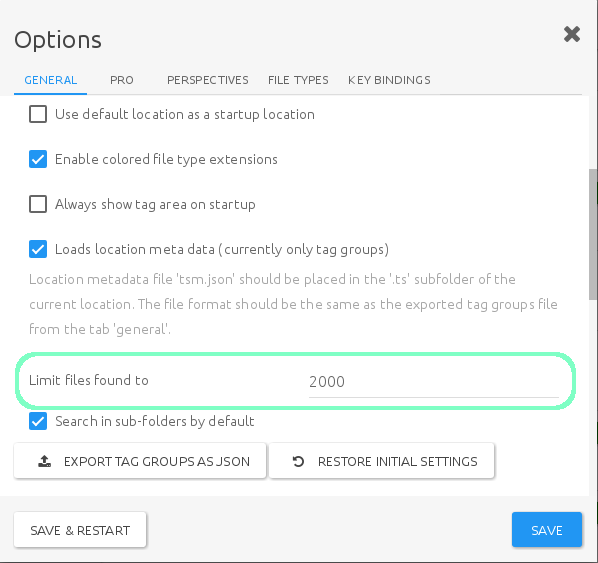 Options
GENERAL PRO PERSPECTIVES FILE TYPES KEY BINDINGS
Use default location as a startup location
Enable colored file type extensions
Always show tag area on startup
Loads location meta data (currently only tag groups)
Location metadata file 'tsm.json' should be placed in the '.ts' subfolder of the
current location. The file format should be the same as the exported tag groups file
from the tab 'general'.
Limit files found to 2000
Search in sub-folders by default
EXPORT TAG GROUPS AS JSON RESTORE INITIAL SETTINGS
SAVE & RESTART SAVE